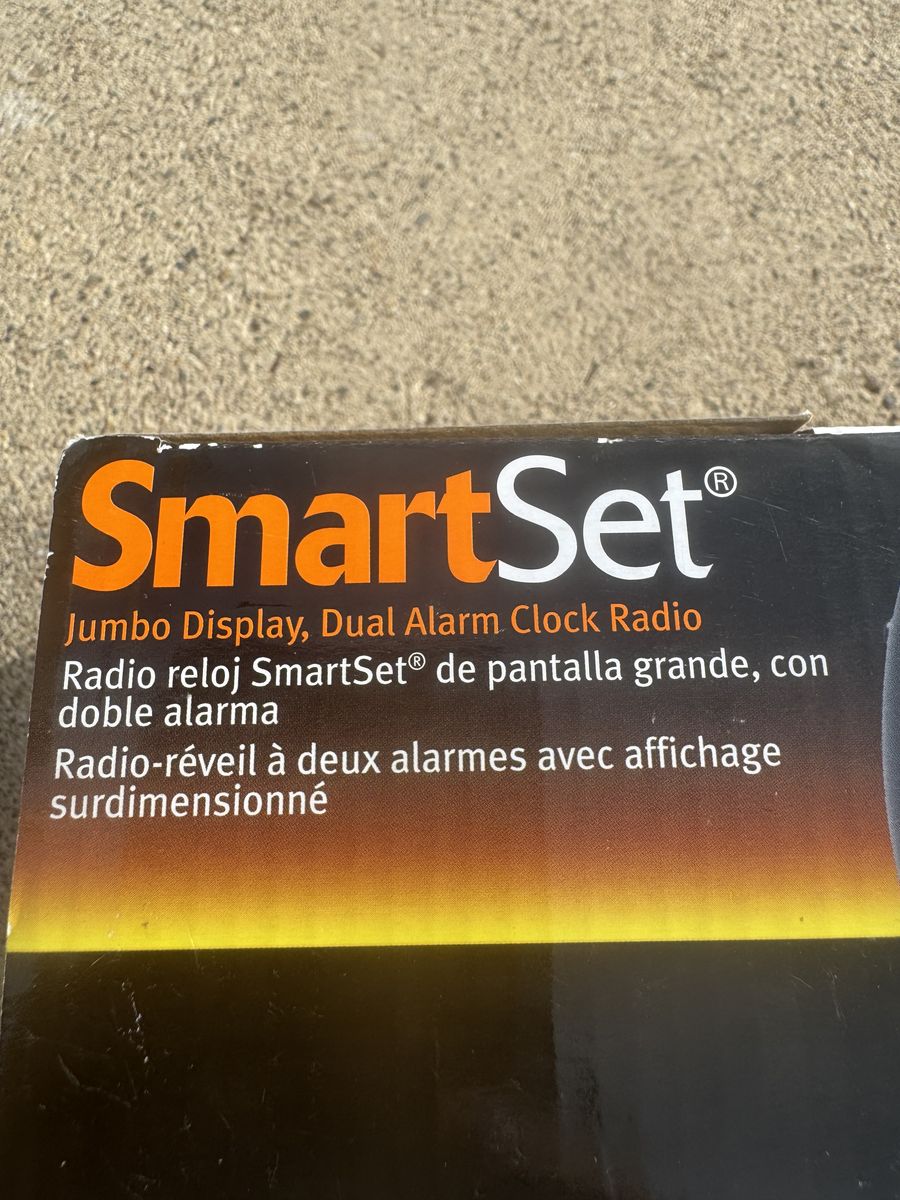 SmartSet®
Jumbo Display, Dual Alarm Clock Radio
Radio reloj SmartSet® de pantalla grande, con
doble alarma
Radio-réveil à deux alarmes avec affichage
surdimensionné